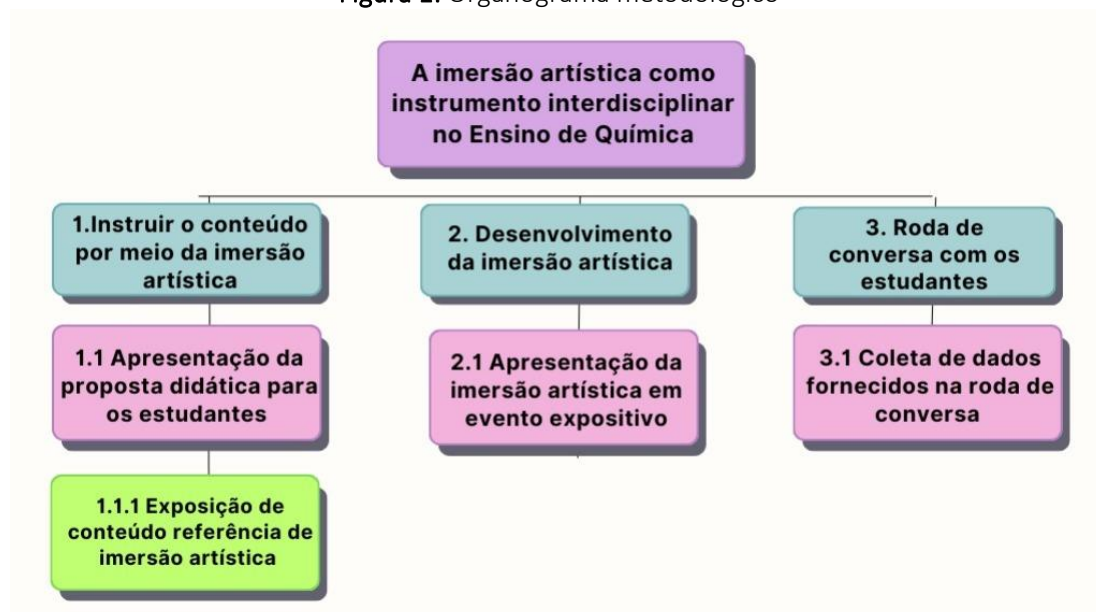 Figura 1. Organograma metodológico
A imersão artística como
instrumento interdisciplinar
no Ensino de Química
1.Instruir o conteúdo
por meio da imersão
artística
2. Desenvolvimento
da imersão artística
3. Roda de
conversa com os
estudantes
1.1 Apresentação da
proposta didática para
os estudantes
2.1 Apresentação da
imersão artística em
evento expositivo
3.1 Coleta de dados
fornecidos na roda de
conversa
1.1.1 Exposição de
conteúdo referência de
imersão artística